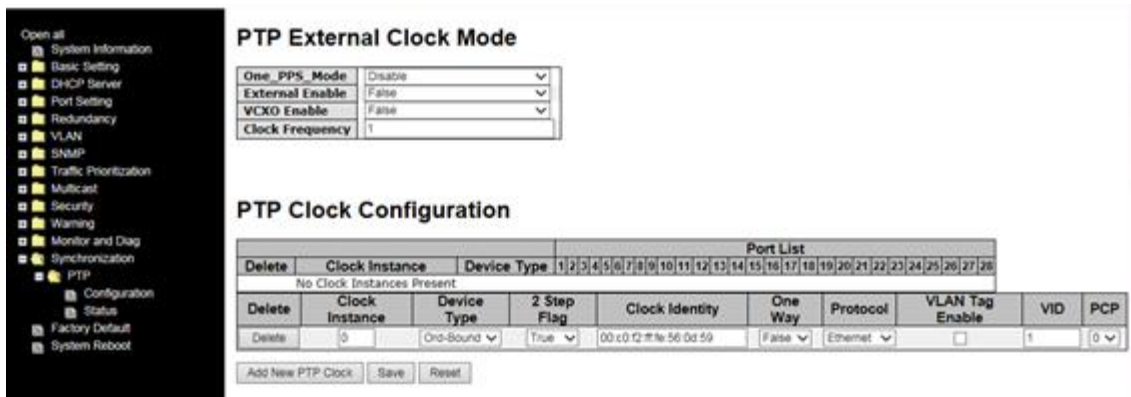 Open all
System Information
Basic Setting
DHCP Server
Port Setting
Redundancy
VLAN
SNMP
Traffic Prioritization
Multicast
Security
Warning
Monitor and Diag
Synchronization
PTP
Configuration
Status
Factory Default
System Reboot
PTP External Clock Mode
One_PPS_Mode Disable
External Enable False
VCXO Enable False
Clock Frequency 1
PTP Clock Configuration
Port List
Delete Clock Instance Device Type 1 2 3 4 5 6 7 8 9 10 11 12 13 14 15 16 17 18 19 20 21 22 23 24 25 26 27 28
No Clock Instances Present
Delete Clock Instance Device Type 2 Step Flag Clock Identity One Way Protocol VLAN Tag Enable VID PCP
Delete 0 Ord-Bound True 00:c0:f2:ff:fe:56:0d:59 False Ethernet 1 0
Add New PTP Clock Save Reset